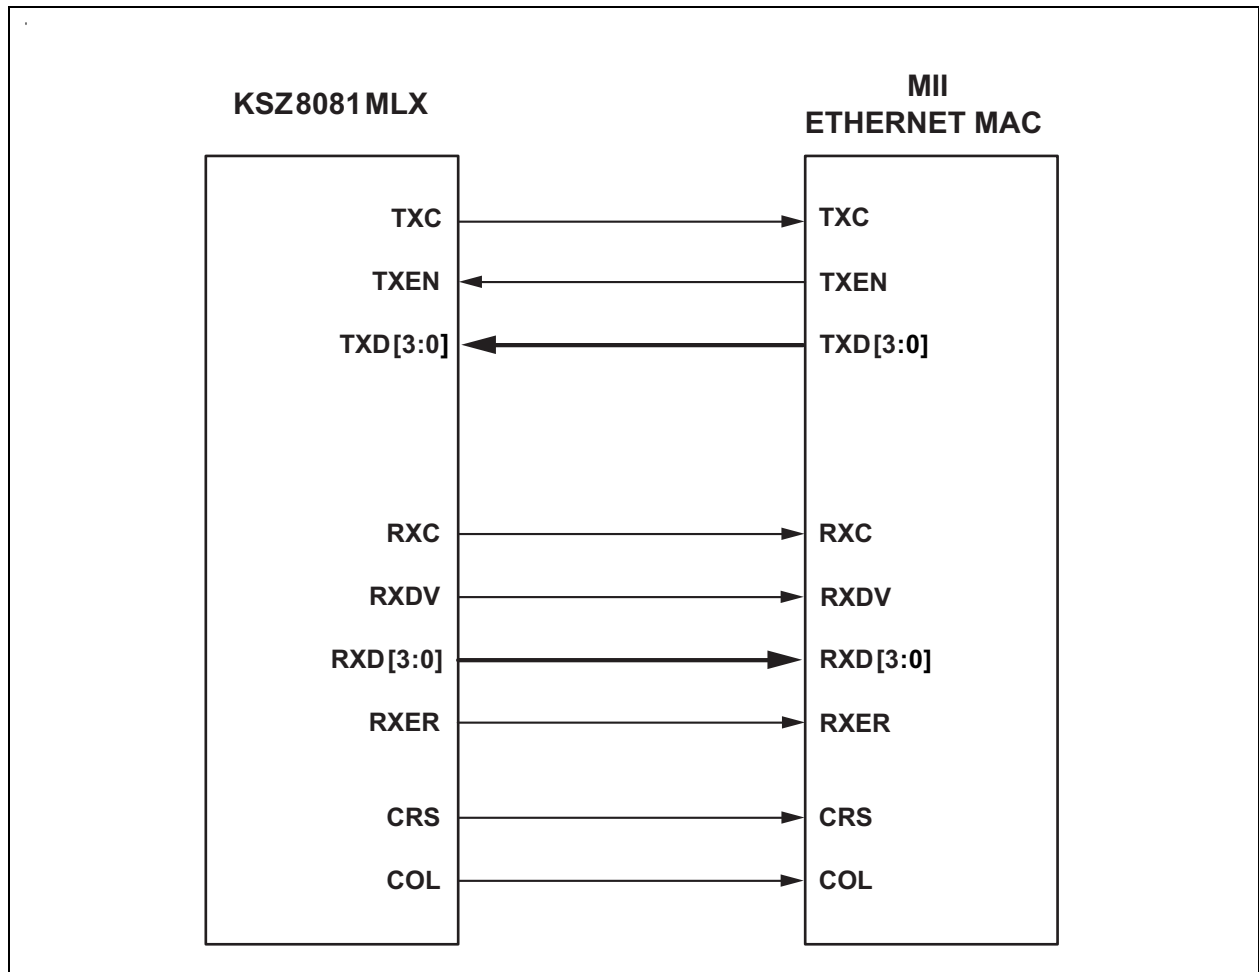 KSZ8081MLX
MII
ETHERNET MAC
TXC
TXC
TXEN
TXEN
TXD[3:0]
TXD[3:0]
RXC
RXC
RXDV
RXDV
RXD[3:0]
RXD[3:0]
RXER
RXER
CRS
CRS
COL
COL